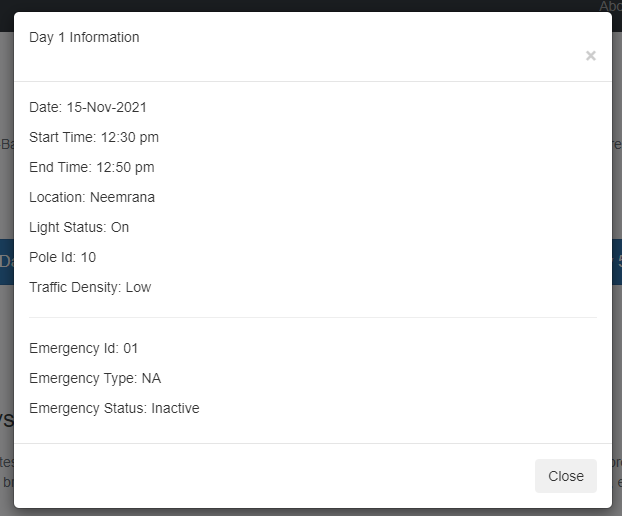 Abo
Day 1 Information
×
Date: 15-Nov-2021
Start Time: 12:30 pm
End Time: 12:50 pm
Location: Neemrana
Light Status: On
Pole Id: 10
Traffic Density: Low
Emergency Id: 01
Emergency Type: NA
Emergency Status: Inactive
Close